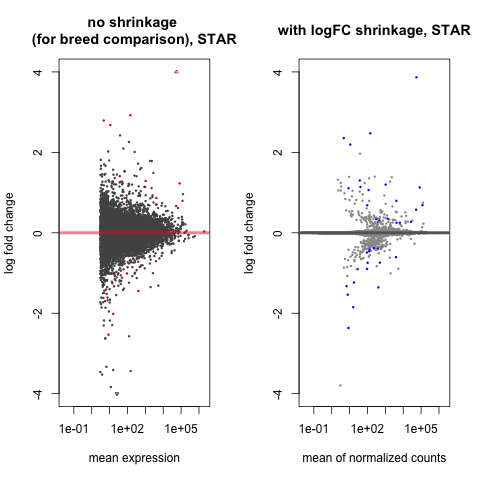 no shrinkage
(for breed comparison), STAR
log fold change
4
2
0
-2
-4
1e-01
1e+02
1e+05
mean expression
with logFC shrinkage, STAR
log fold change
4
2
0
-2
-4
1e-01
1e+02
1e+05
mean of normalized counts